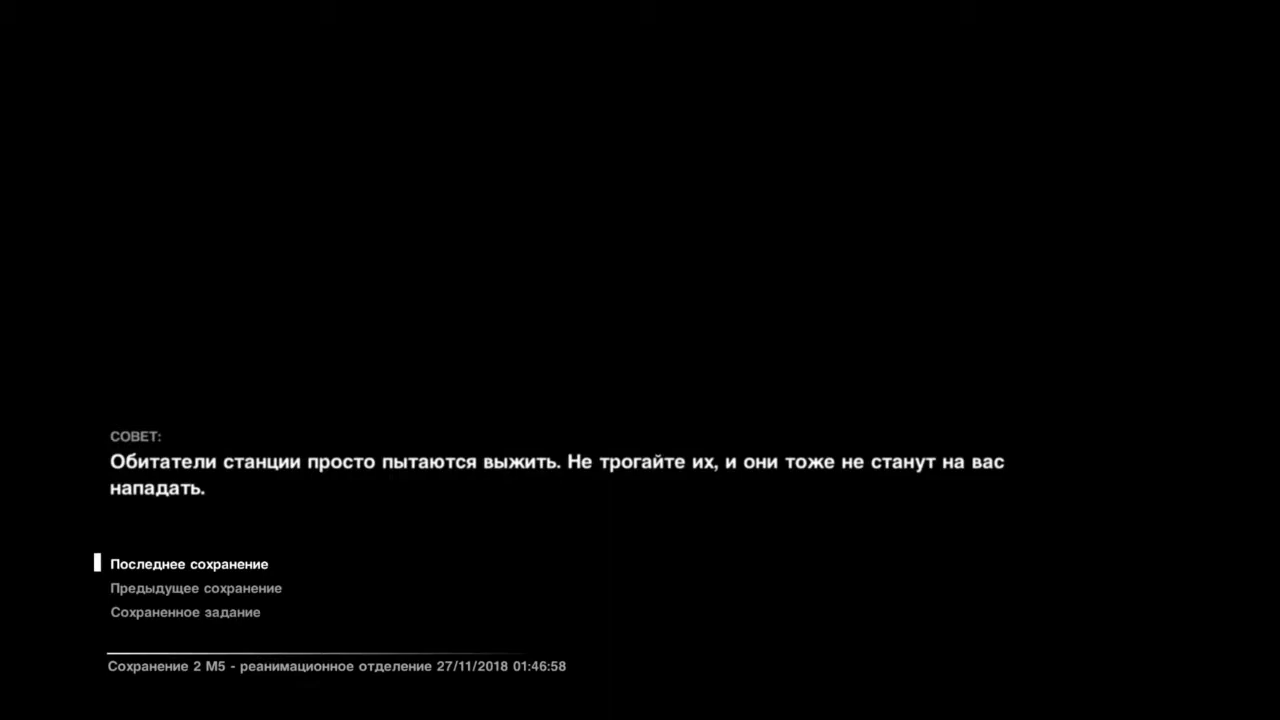 СОВЕТ:
Обитатели станции просто пытаются выжить. Не трогайте их, и они тоже не станут на вас
нападать.
Последнее сохранение
Предыдущее сохранение
Сохраненное задание
Сохранение 2 М5 - реанимационное отделение 27/11/2018 01:46:58